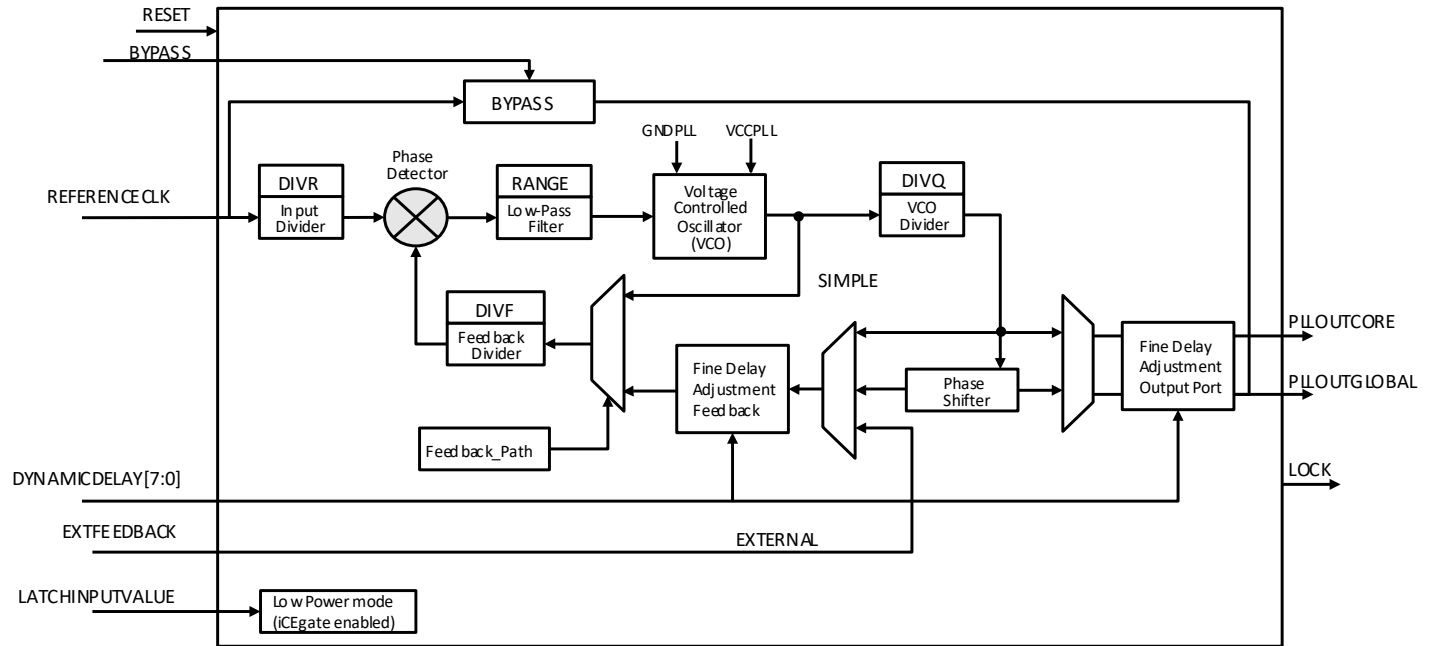 RESET
BYPASS
BYPASS
GNDPLL
VCCPLL
Phase
Detector
DIVR
Input
Divider
RANGE
Low-Pass
Filter
Voltage
Controlled
Oscillator
(VCO)
DIVQ
VCO
Divider
REFERENCECLK
SIMPLE
DIVF
Feedback
Divider
Fine Delay
Adjustment
Feedback
Phase
Shifter
Fine Delay
Adjustment
Output Port
PLLOUTCORE
PLLOUTGLOBAL
Feedback_Path
DYNAMICDELAY[7:0]
LOCK
EXTFEEDBACK
EXTERNAL
LATCHINPUTVALUE
Low Power mode
(iCEgate enabled)